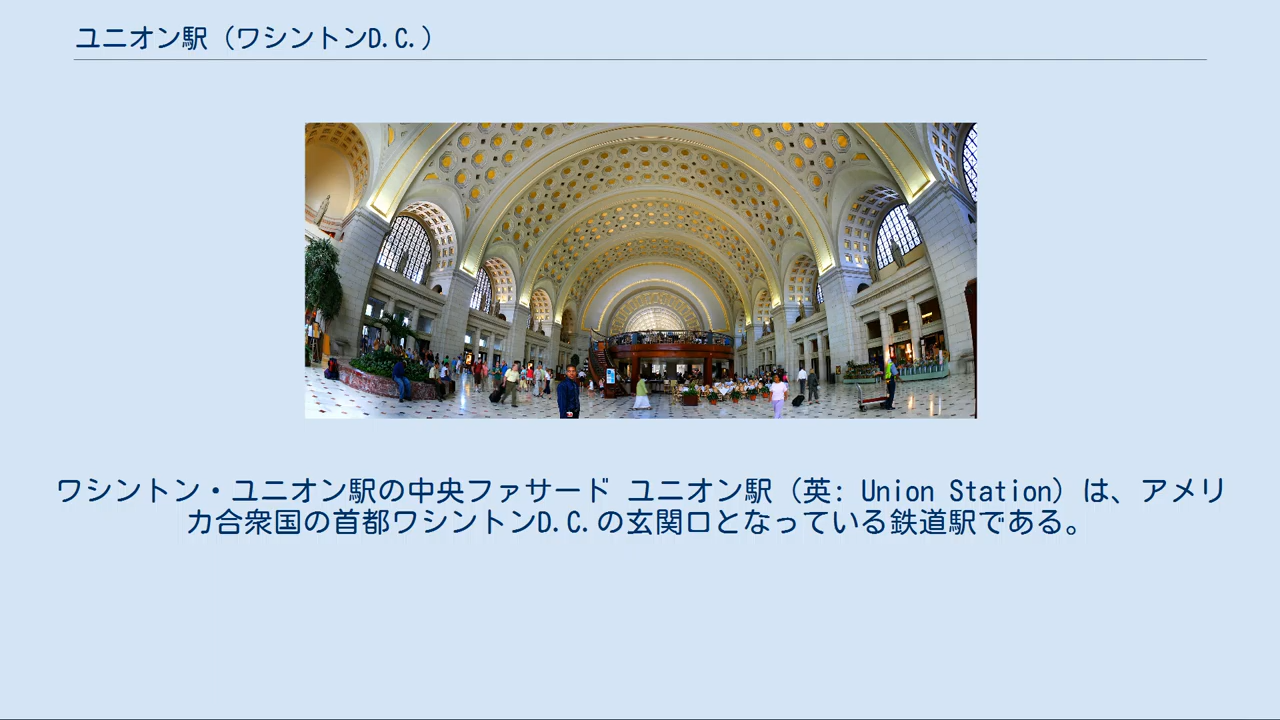 ユニオン駅（ワシントンD.C.）
ワシントン・ユニオン駅の中央ファサード ユニオン駅（英: Union Station）は、アメリ
カ合衆国の首都ワシントンD.C.の玄関口となっている鉄道駅である。